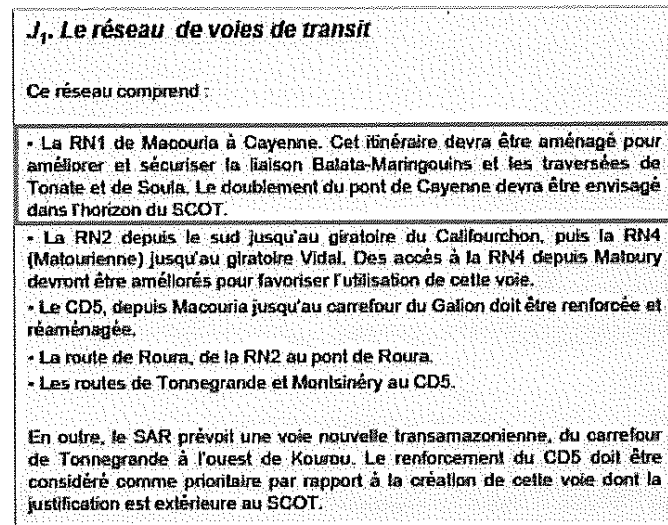 J₁. Le réseau de voies de transit
Ce réseau comprend :
- La RN1 de Macouria à Cayenne. Cet itinéraire devra être aménagé pour
améliorer et sécuriser la liaison Balata-Maringouins et les traversées de
Tonate et de Soula. Le doublement du pont de Cayenne devra être envisagé
dans l'horizon du SCOT.
- La RN2 depuis le sud jusqu'au giratoire du Califourchon, puis la RN4
(Matourienne) jusqu'au giratoire Vidal. Des accès à la RN4 depuis Matoury
devront être améliorés pour favoriser l'utilisation de cette voie.
- Le CD5, depuis Macouria jusqu'au carrefour du Galion doit être renforcée et
réaménagée.
- La route de Roura, de la RN2 au pont de Roura.
- Les routes de Tonnegrande et Montsinéry au CD5.
En outre, le SAR prévoit une voie nouvelle transamazonienne, du carrefour
de Tonnegrande à l'ouest de Kourou. Le renforcement du CD5 doit être
considéré comme prioritaire par rapport à la création de cette voie dont la
justification est extérieure au SCOT.